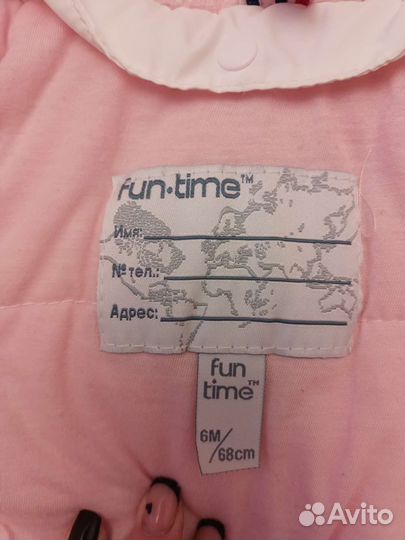 fun·time™
Имя:
№ тел.:
Адрес:
fun
time™
6M/
68cm
Avito